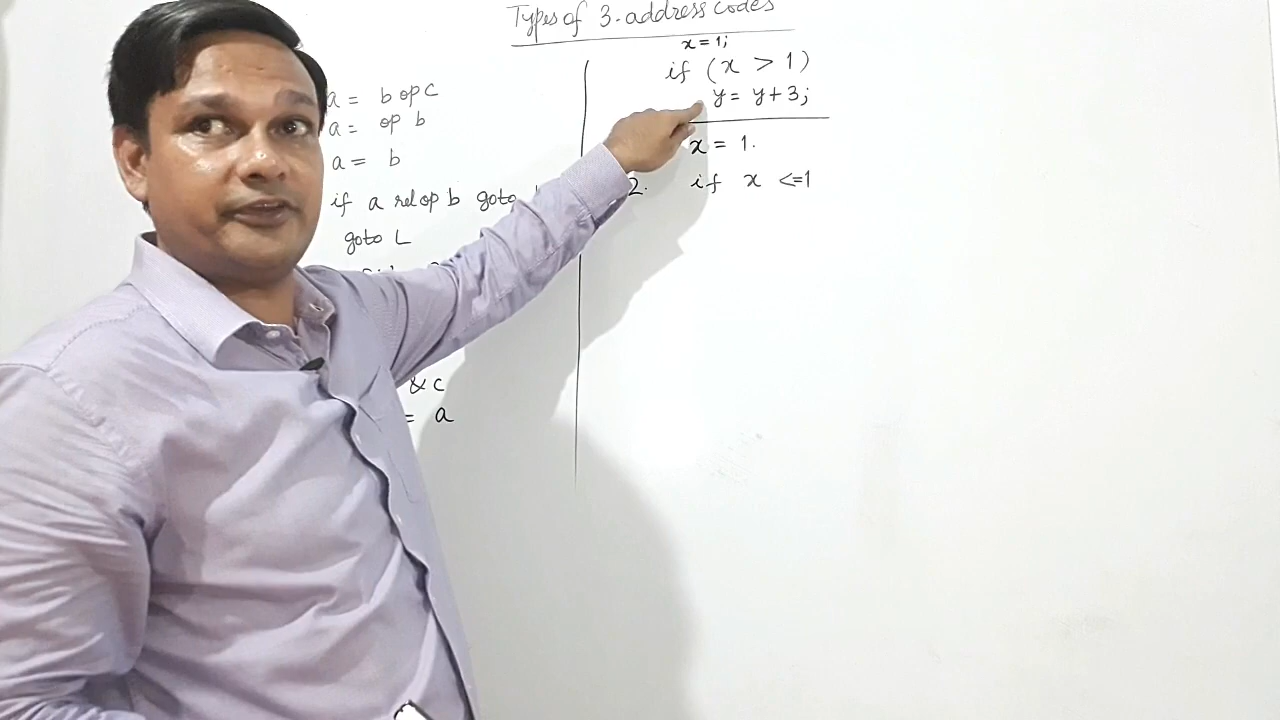 Types of 3-address codes
a = b op c
a = op b
a = b
if a relop b goto
goto L
& c
= a
x = 1;
if (x > 1)
y = y + 3;
x = 1.
2. if x <=1